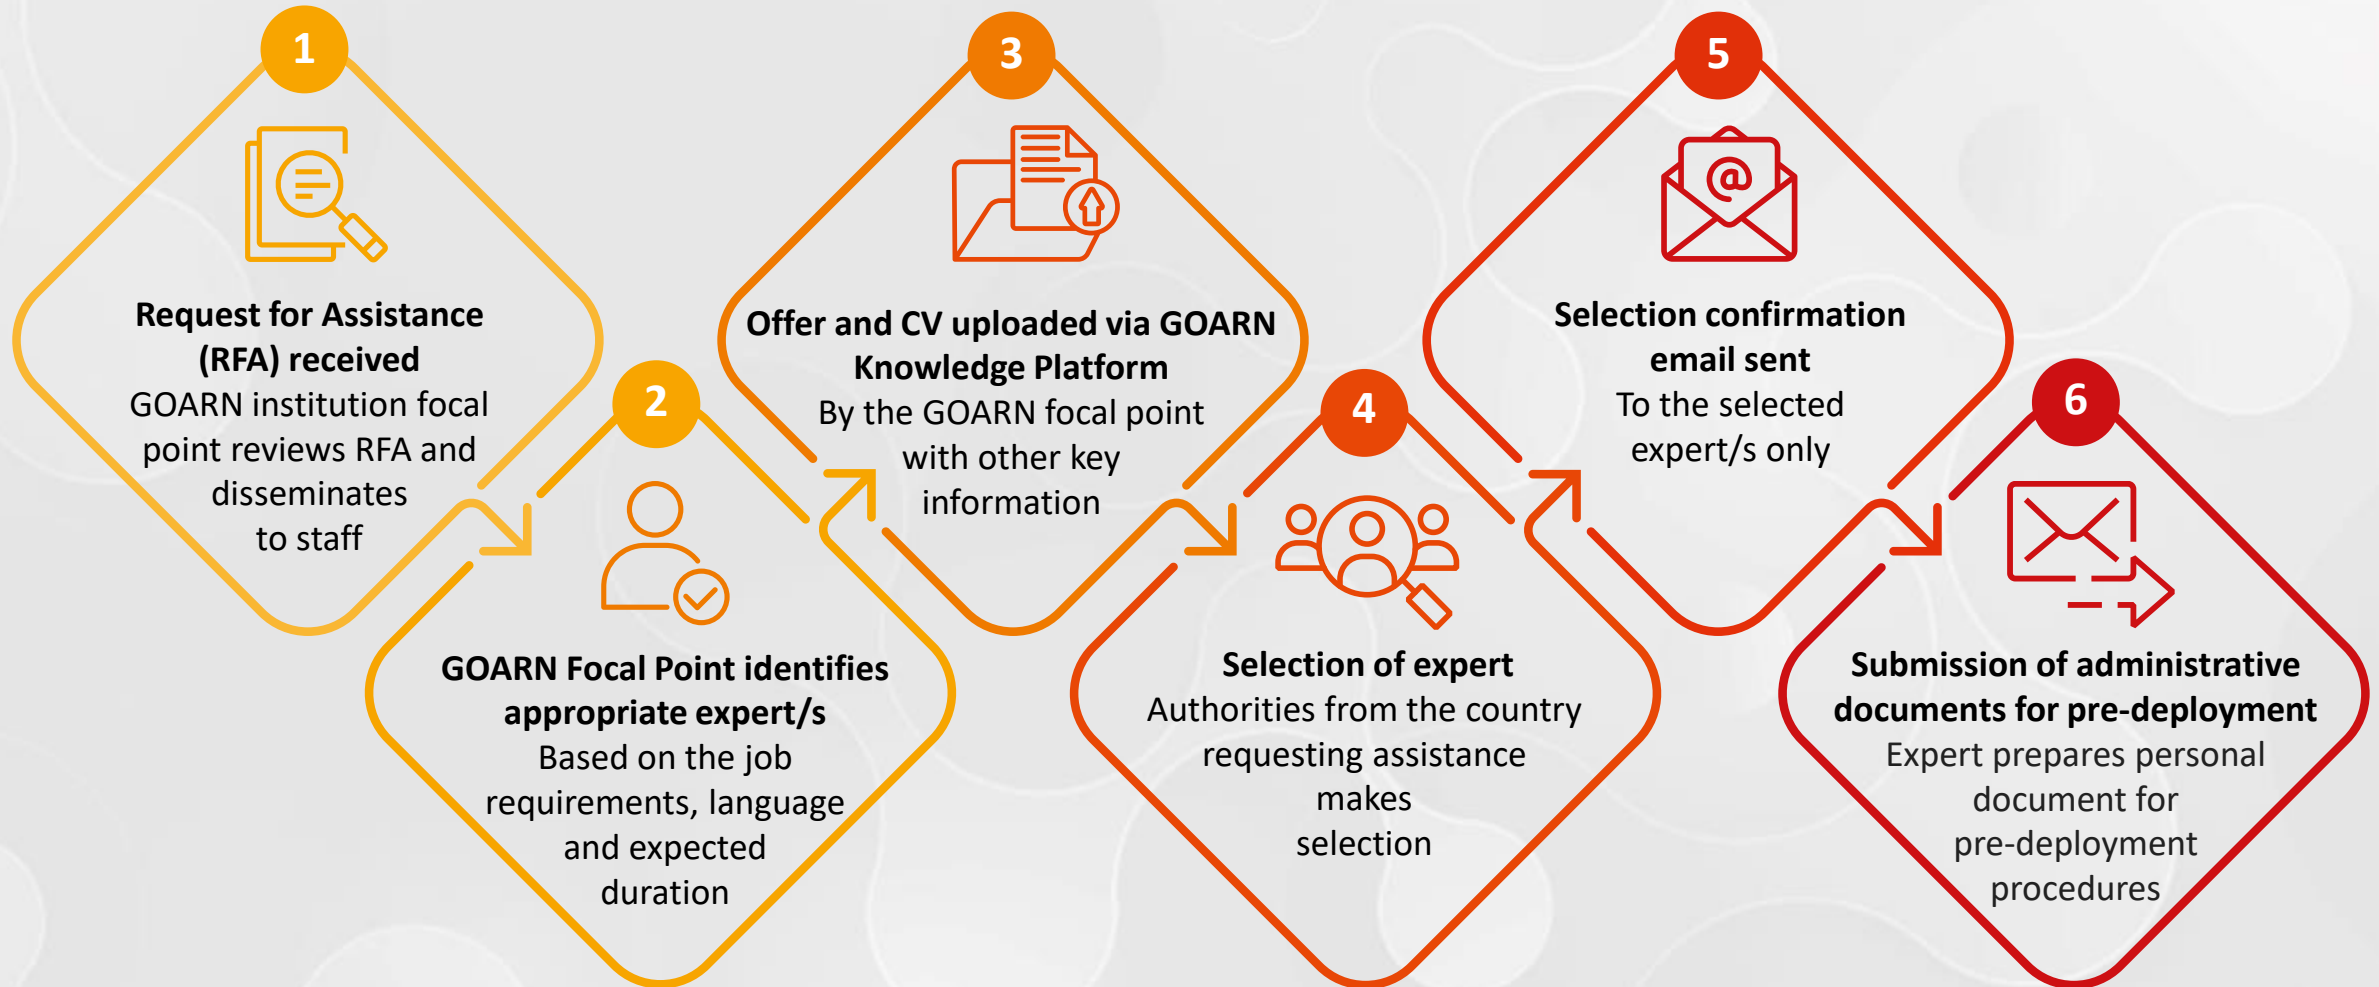 1
Request for Assistance
(RFA) received
GOARN institution focal
point reviews RFA and
disseminates
to staff
2
GOARN Focal Point identifies
appropriate expert/s
Based on the job
requirements, language
and expected
duration
3
Offer and CV uploaded via GOARN
Knowledge Platform
By the GOARN focal point
with other key
information
4
Selection of expert
Authorities from the country
requesting assistance
makes
selection
5
@
Selection confirmation
email sent
To the selected
expert/s only
6
Submission of administrative
documents for pre-deployment
Expert prepares personal
document for
pre-deployment
procedures